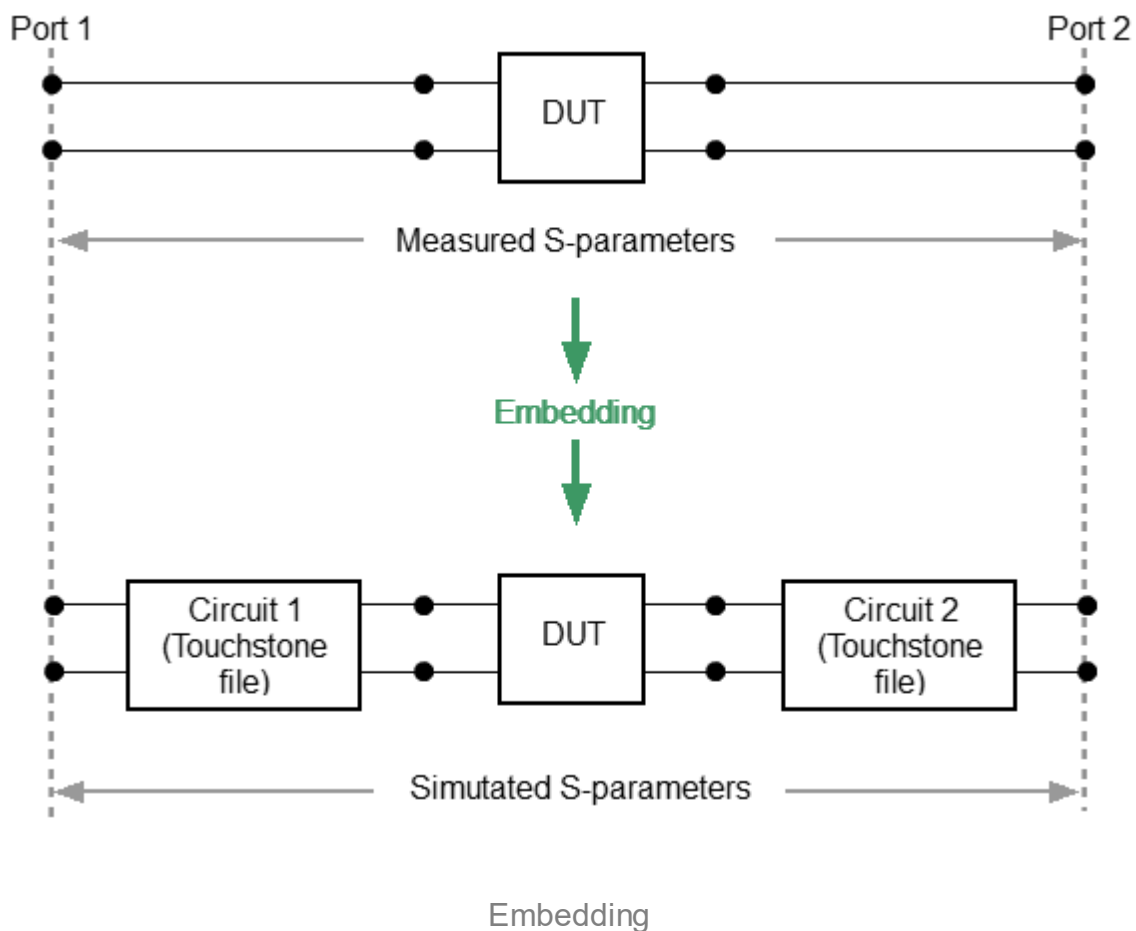 Port 1
Port 2
DUT
Measured S-parameters
Embedding
Circuit 1
(Touchstone
file)
DUT
Circuit 2
(Touchstone
file)
Simutated S-parameters
Embedding